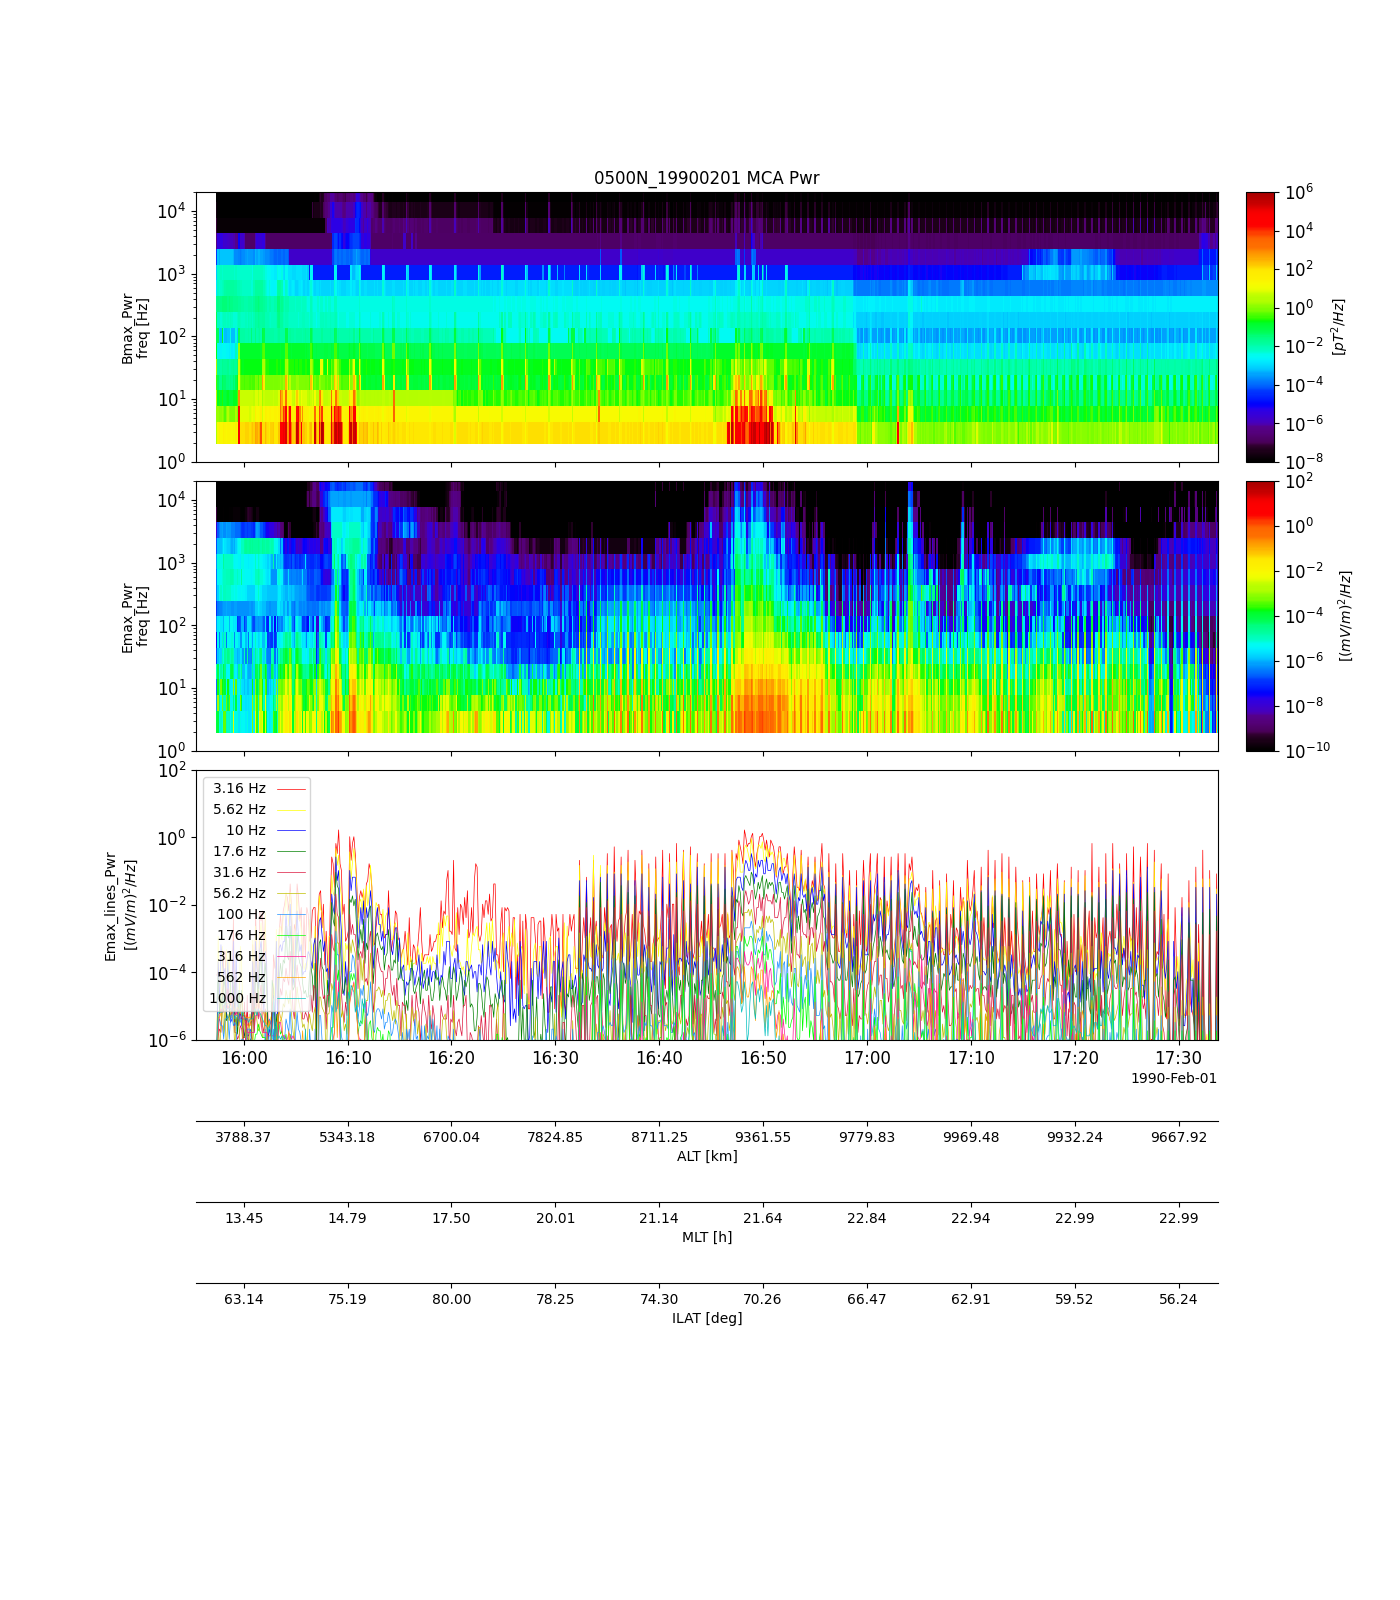 0500N_19900201 MCA Pwr
10^4
10^3
10^2
10^1
10^0
Bmax_Pwr
freq [Hz]
10^6
10^4
10^2
10^0
10^−2
10^−4
10^−6
10^−8
[pT^2/Hz]
10^4
10^3
10^2
10^1
10^0
Emax_Pwr
freq [Hz]
10^2
10^0
10^−2
10^−4
10^−6
10^−8
10^−10
[(mV/m)^2/Hz]
10^2
10^0
10^−2
10^−4
10^−6
Emax_lines_Pwr
[(mV/m)^2/Hz]
3.16 Hz
5.62 Hz
10 Hz
17.6 Hz
31.6 Hz
56.2 Hz
100 Hz
176 Hz
316 Hz
562 Hz
1000 Hz
16:00 16:10 16:20 16:30 16:40 16:50 17:00 17:10 17:20 17:30
1990-Feb-01
3788.37 5343.18 6700.04 7824.85 8711.25 9361.55 9779.83 9969.48 9932.24 9667.92
ALT [km]
13.45 14.79 17.50 20.01 21.14 21.64 22.84 22.94 22.99 22.99
MLT [h]
63.14 75.19 80.00 78.25 74.30 70.26 66.47 62.91 59.52 56.24
ILAT [deg]